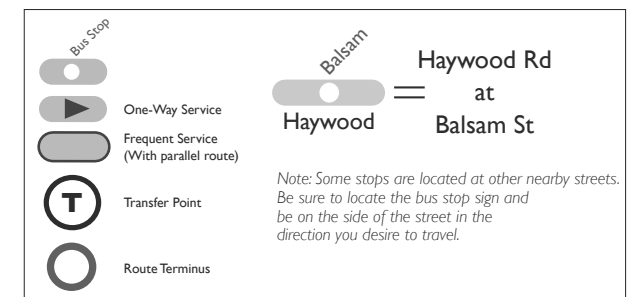 Bus Stop
One-Way Service
Frequent Service
(With parallel route)
T
Transfer Point
Route Terminus
Balsam
Haywood
=
Haywood Rd
at
Balsam St
Note: Some stops are located at other nearby streets.
Be sure to locate the bus stop sign and
be on the side of the street in the
direction you desire to travel.